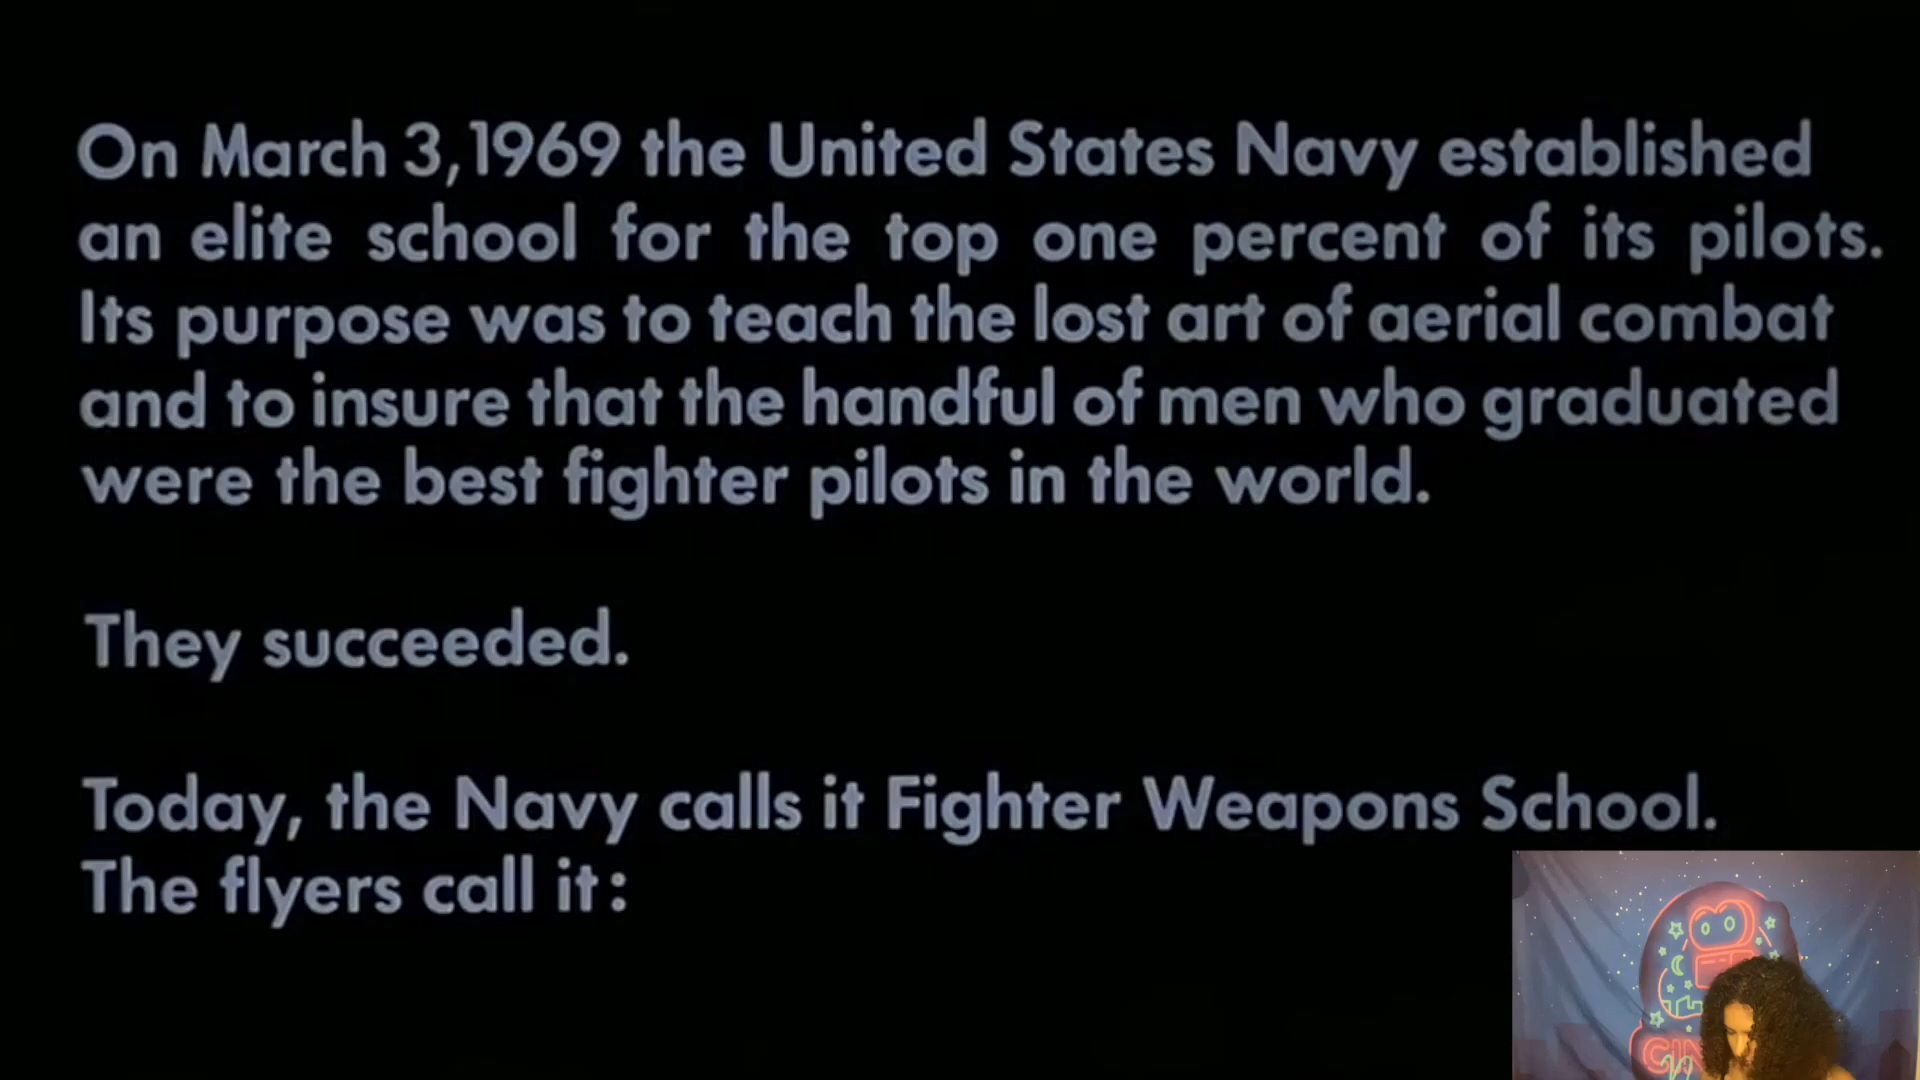 On March 3, 1969 the United States Navy established
an elite school for the top one percent of its pilots.
Its purpose was to teach the lost art of aerial combat
and to insure that the handful of men who graduated
were the best fighter pilots in the world.
They succeeded.
Today, the Navy calls it Fighter Weapons School.
The flyers call it: